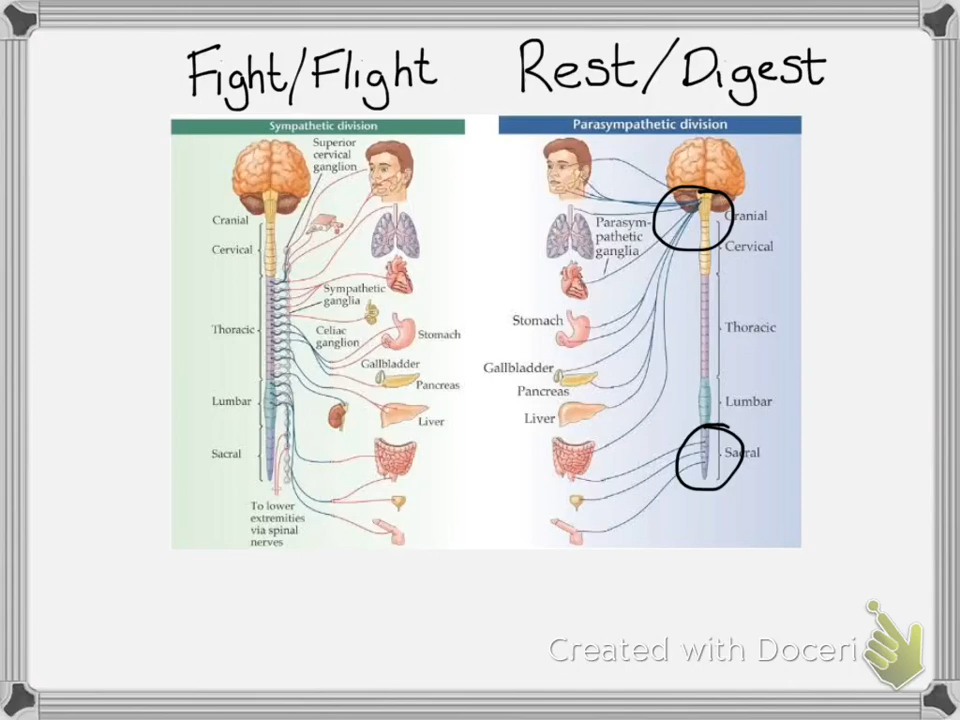 Fight/Flight
Rest/Digest
Sympathetic division
Superior
cervical
ganglion
Cranial
Cervical
Sympathetic
ganglia
Thoracic
Celiac
ganglion
Stomach
Gallbladder
Pancreas
Lumbar
Liver
Sacral
To lower
extremities
via spinal
nerves
Parasympathetic division
Cranial
Parasym-
pathetic
ganglia
Cervical
Stomach
Thoracic
Gallbladder
Pancreas
Lumbar
Liver
Sacral
Created with Doceri